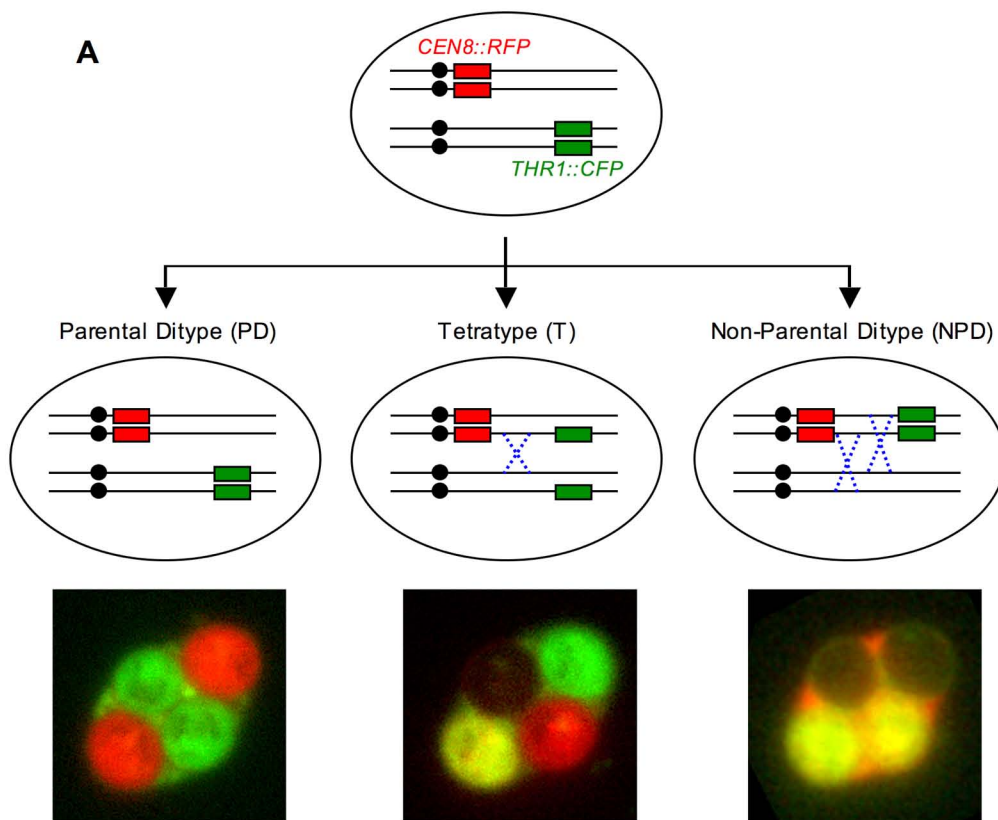 A
CEN8::RFP
THR1::CFP
Parental Ditype (PD)
Tetratype (T)
Non-Parental Ditype (NPD)